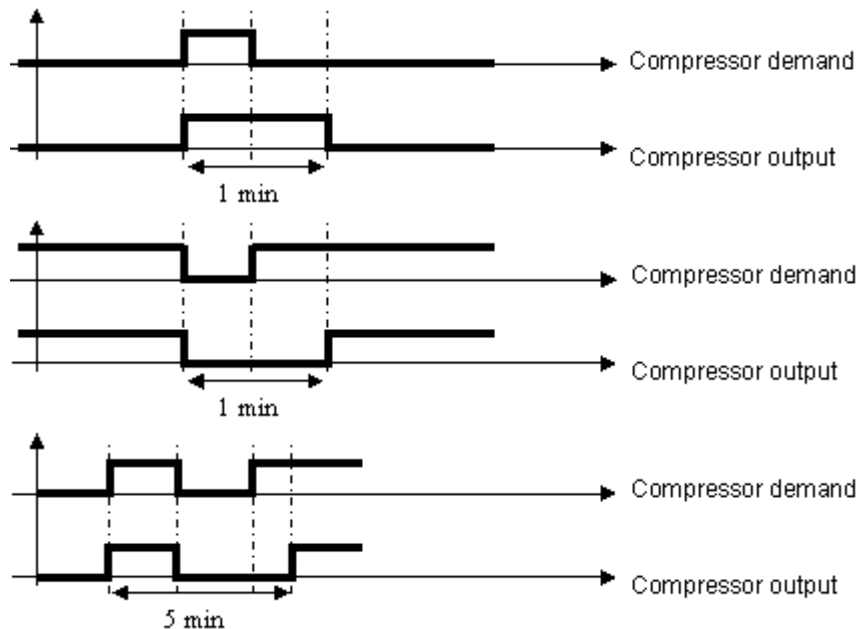 Compressor demand
Compressor output
1 min
Compressor demand
Compressor output
1 min
Compressor demand
Compressor output
5 min